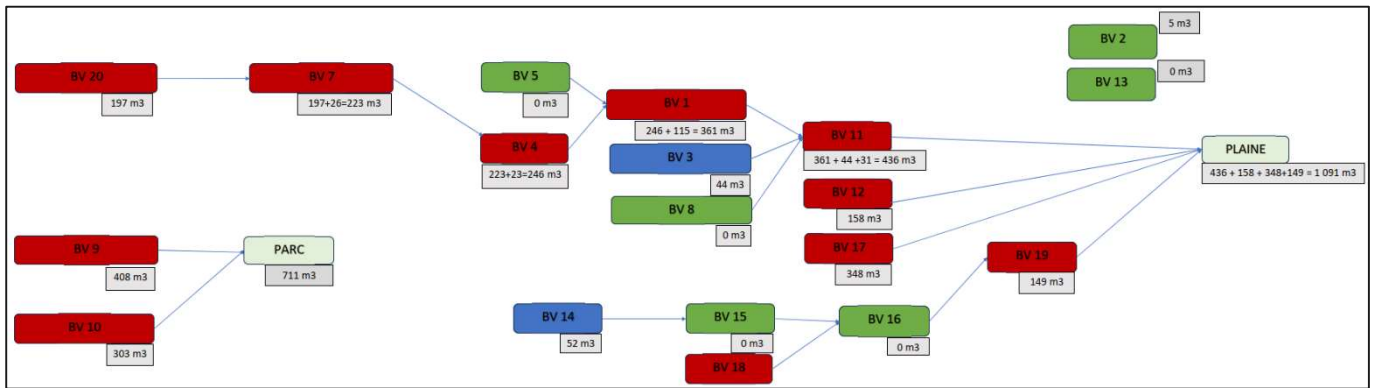 5 m3
BV 2
0 m3
BV 13
BV 20
197 m3
BV 7
197+26=223 m3
BV 5
0 m3
BV 4
223+23=246 m3
BV 1
246 + 115 = 361 m3
BV 3
44 m3
BV 8
0 m3
BV 11
361 + 44 +31 = 436 m3
BV 12
158 m3
BV 17
348 m3
PLAINE
436 + 158 + 348+149 = 1 091 m3
BV 9
408 m3
PARC
711 m3
BV 10
303 m3
BV 14
52 m3
BV 15
0 m3
BV 18
BV 16
0 m3
BV 19
149 m3